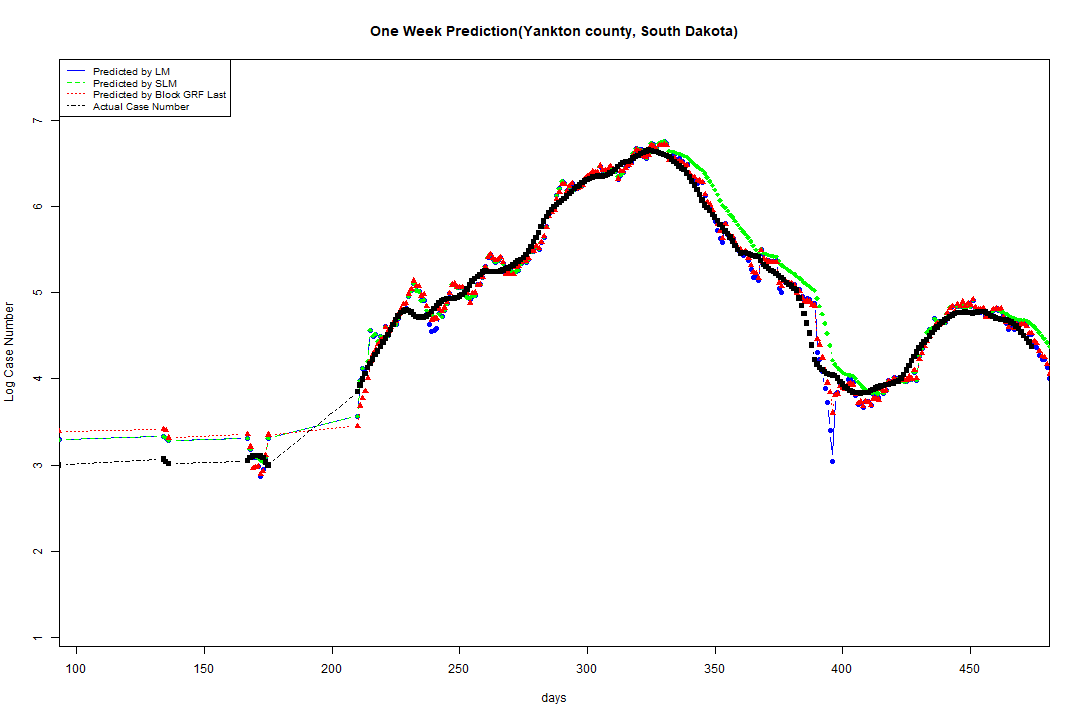 One Week Prediction(Yankton county, South Dakota)
Predicted by LM
Predicted by SLM
Predicted by Block GRF Last
Actual Case Number
7
6
5
4
3
2
1
Log Case Number
100 150 200 250 300 350 400 450
days